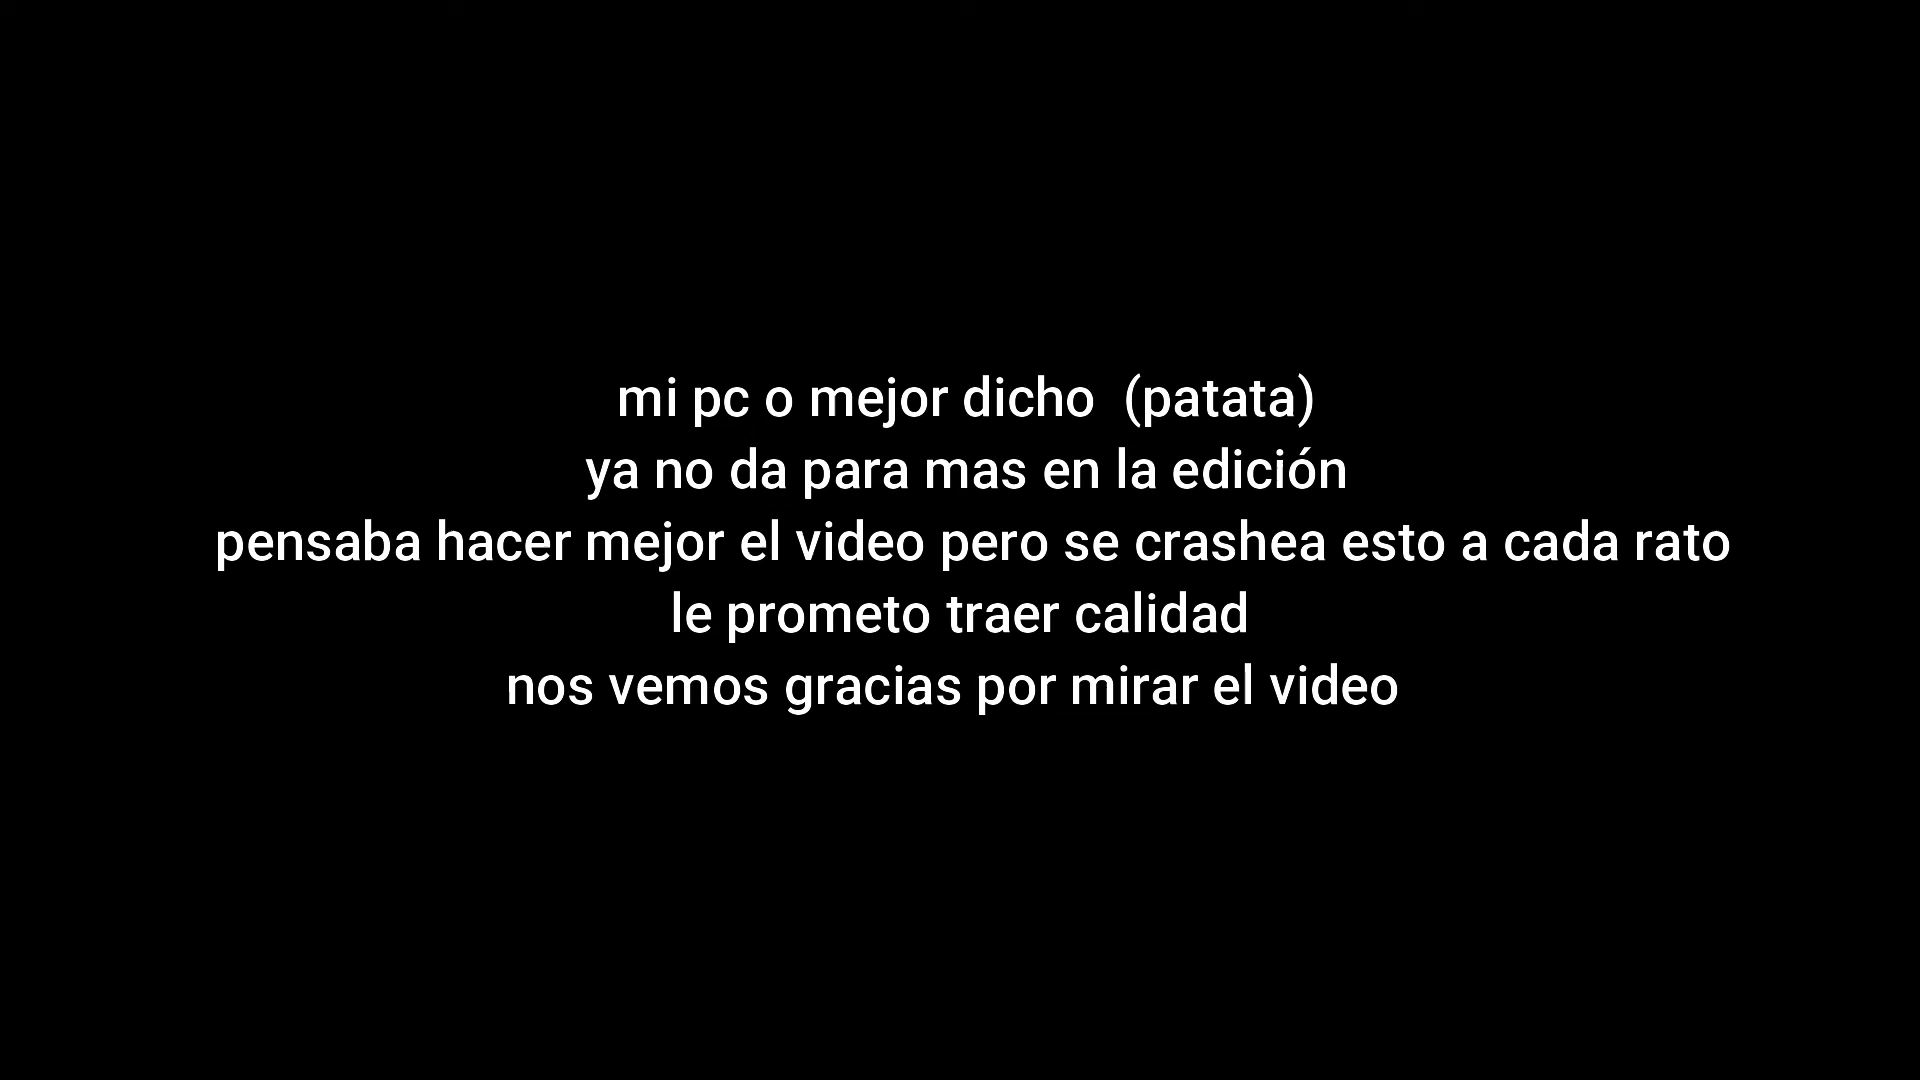 mi pc o mejor dicho  (patata)
ya no da para mas en la edición
pensaba hacer mejor el video pero se crashea esto a cada rato
le prometo traer calidad
nos vemos gracias por mirar el video